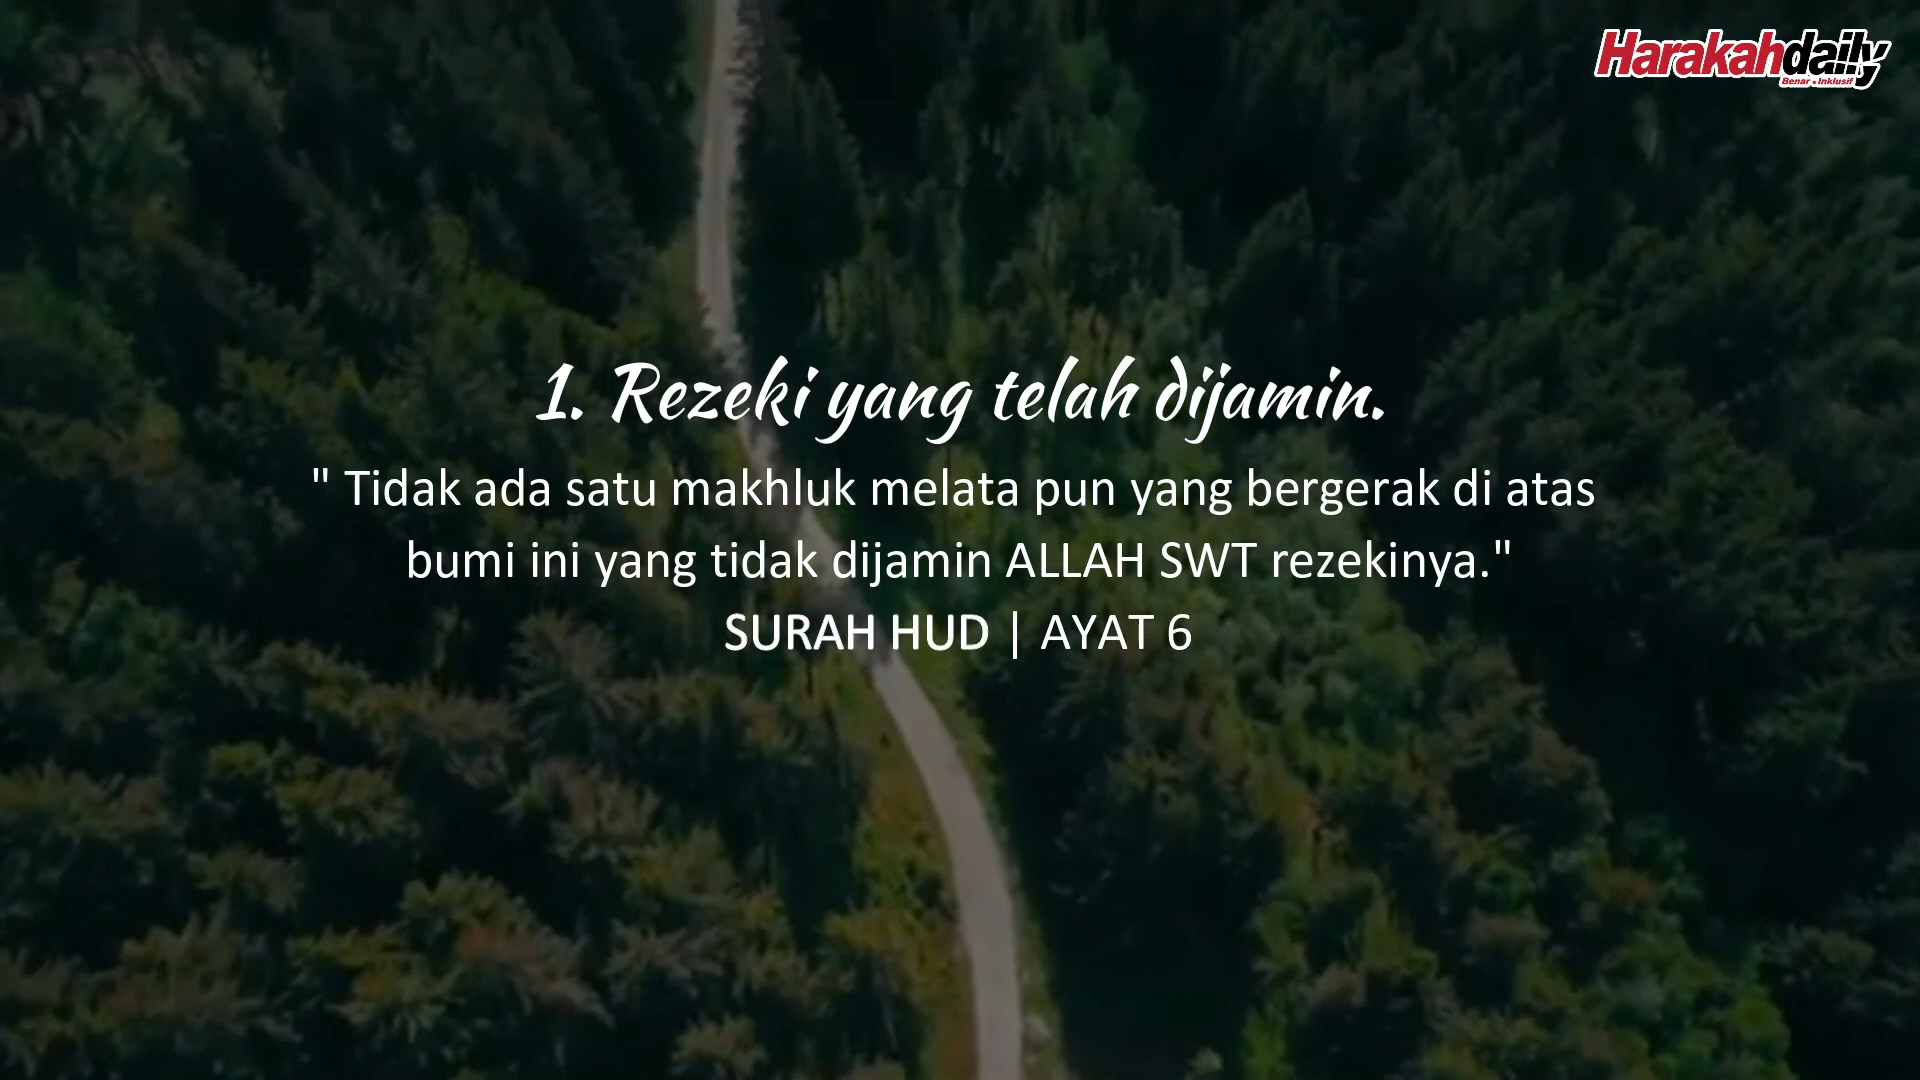 Harakahdaily
Benar • Inklusif
1. Rezeki yang telah dijamin.
" Tidak ada satu makhluk melata pun yang bergerak di atas
bumi ini yang tidak dijamin ALLAH SWT rezekinya."
SURAH HUD | AYAT 6